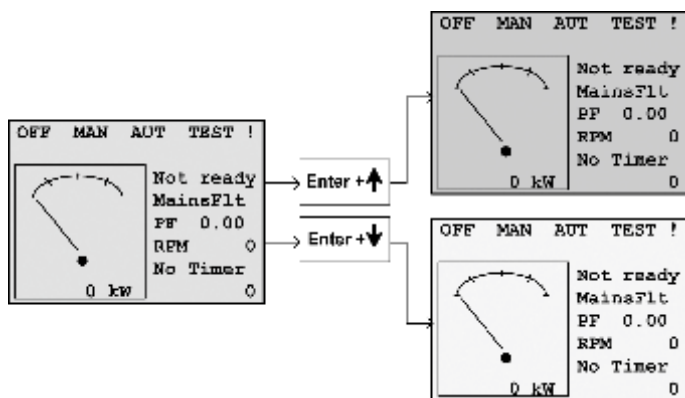 OFF MAN AUT TEST !
Not ready
MainsFlt
PF 0.00
RPM 0
No Timer
0 kW 0
Enter +
Enter +
OFF MAN AUT TEST !
Not ready
MainsFlt
PF 0.00
RPM 0
No Timer
0 kW 0
OFF MAN AUT TEST !
Not ready
MainsFlt
PF 0.00
RPM 0
No Timer
0 kW 0